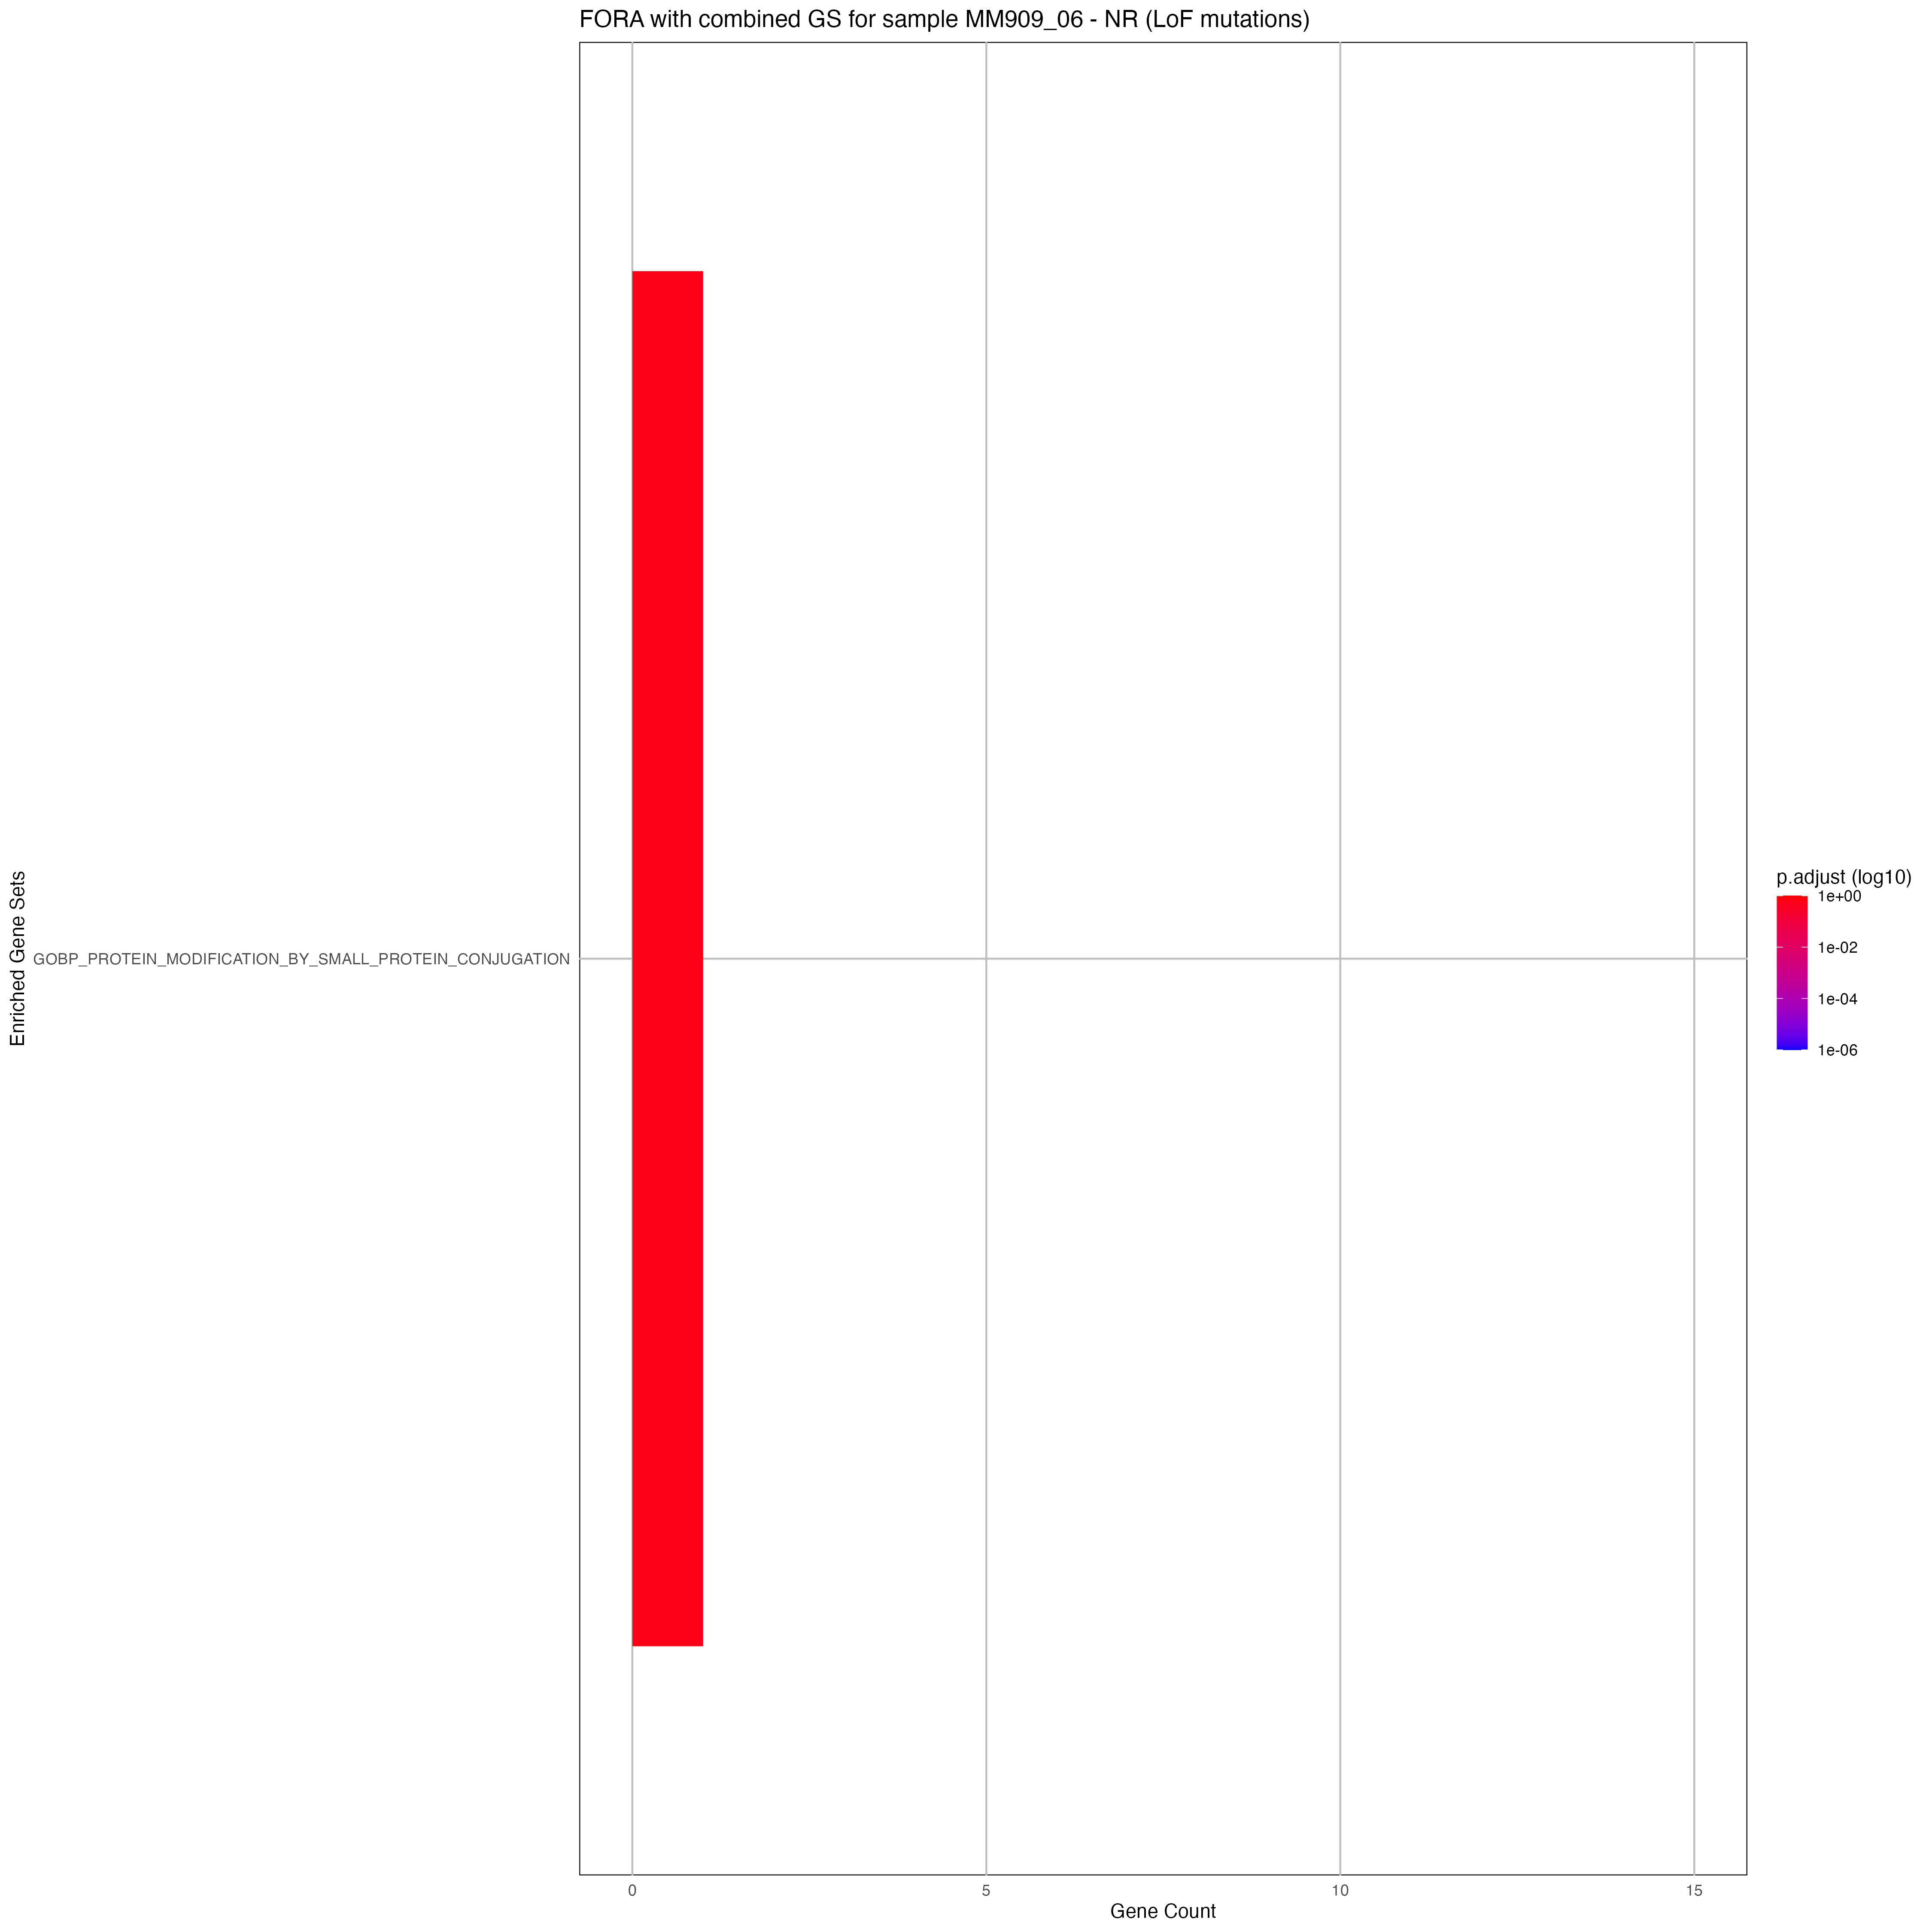 FORA with combined GS for sample MM909_06 - NR (LoF mutations)
Enriched Gene Sets
GOBP_PROTEIN_MODIFICATION_BY_SMALL_PROTEIN_CONJUGATION
p.adjust (log10)
1e+00
1e-02
1e-04
1e-06
0 5 10 15
Gene Count